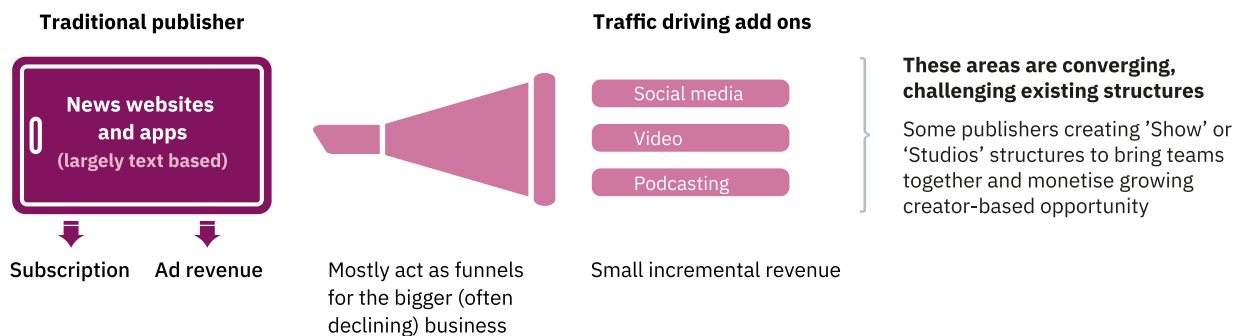 Traditional publisher
News websites
and apps
(largely text based)
Subscription
Ad revenue
Mostly act as funnels
for the bigger (often
declining) business
Traffic driving add ons
Social media
Video
Podcasting
Small incremental revenue
These areas are converging,
challenging existing structures
Some publishers creating ’Show’ or
‘Studios’ structures to bring teams
together and monetise growing
creator-based opportunity